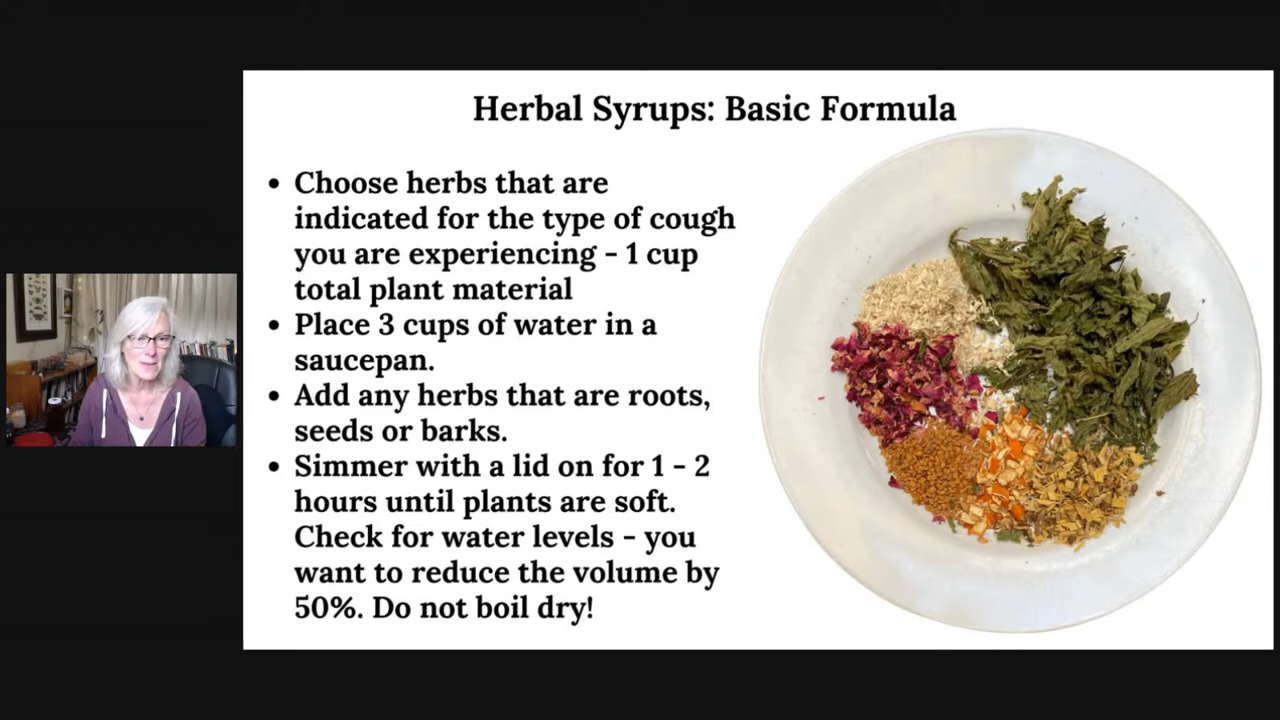 Herbal Syrups: Basic Formula
• Choose herbs that are
indicated for the type of cough
you are experiencing - 1 cup
total plant material
• Place 3 cups of water in a
saucepan.
• Add any herbs that are roots,
seeds or barks.
• Simmer with a lid on for 1 - 2
hours until plants are soft.
Check for water levels - you
want to reduce the volume by
50%. Do not boil dry!